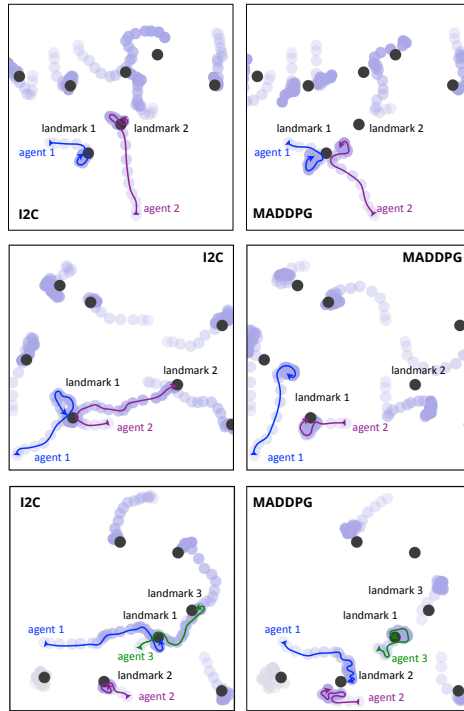 landmark 1
landmark 2
agent 1
agent 2
I2C
landmark 1
landmark 2
agent 1
agent 2
MADDPG
I2C
landmark 2
landmark 1
agent 2
agent 1
MADDPG
landmark 2
landmark 1
agent 2
agent 1
I2C
landmark 3
landmark 1
agent 1
agent 3
landmark 2
agent 2
MADDPG
landmark 3
landmark 1
agent 1
agent 3
landmark 2
agent 2